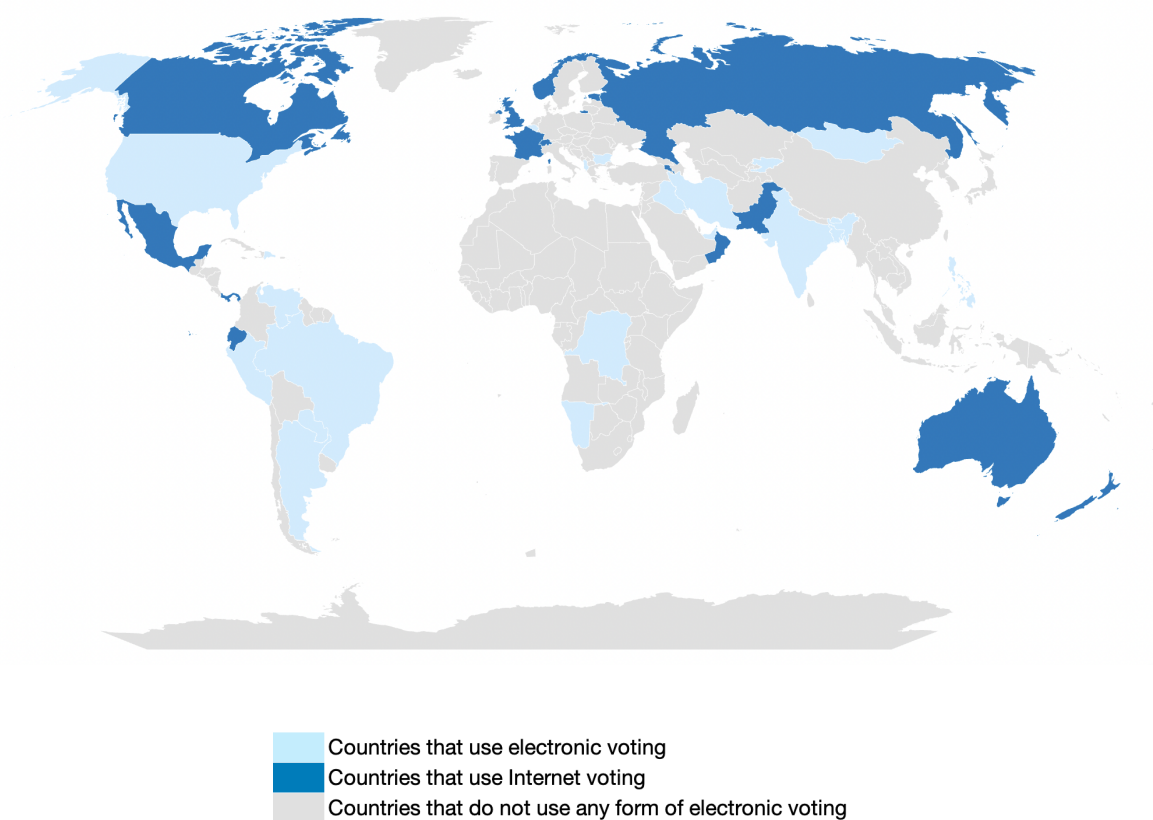 Countries that use electronic voting
Countries that use Internet voting
Countries that do not use any form of electronic voting